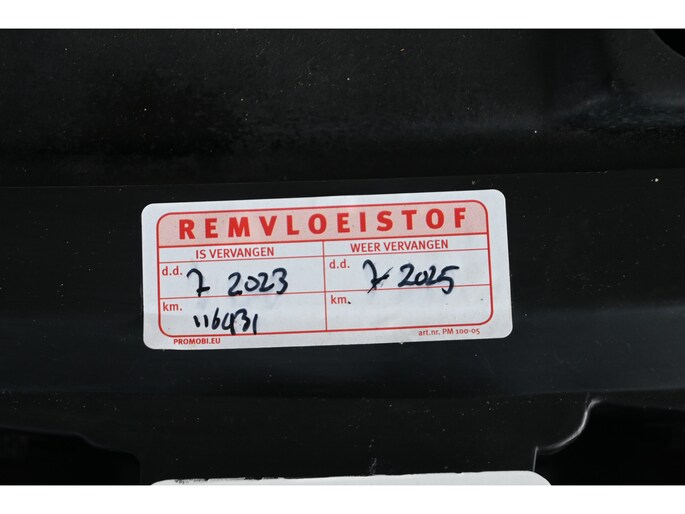 REMVLOEISTOF
IS VERVANGEN WEER VERVANGEN
d.d. 7 2023 d.d. 7 2025
km. 116431 km.
PROMOBI.EU art.nr. PM 100-05